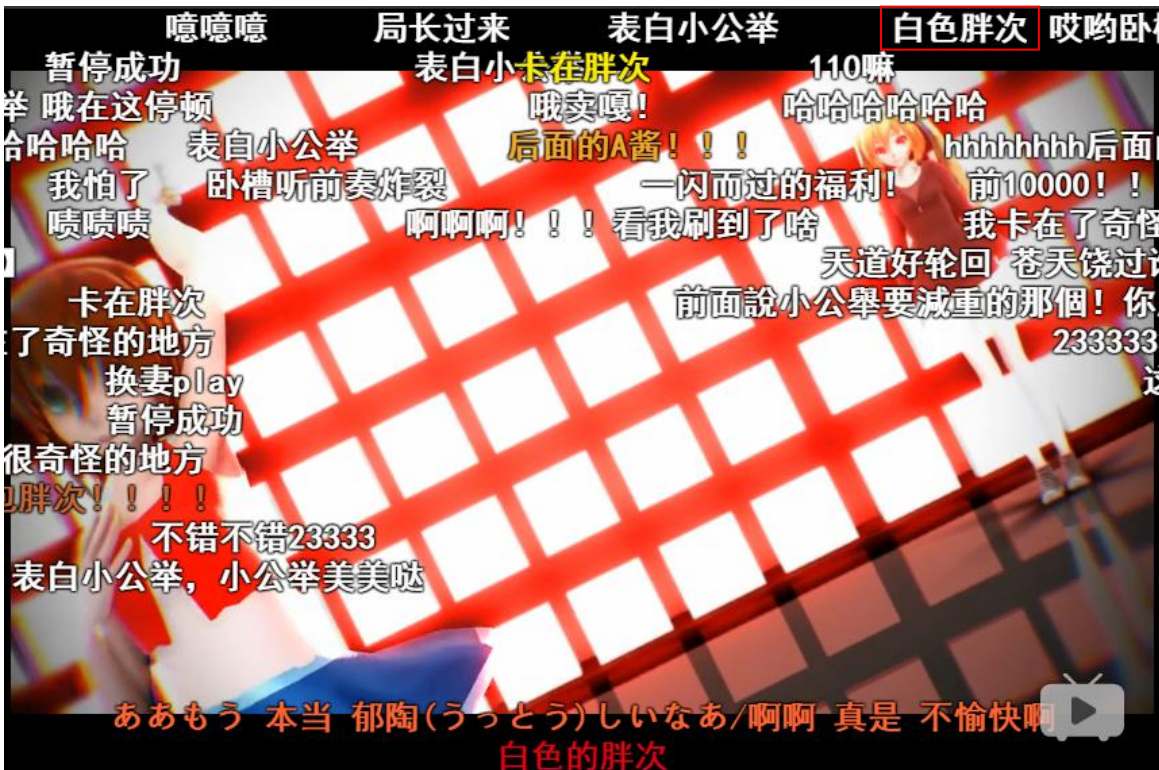 噫噫噫 局长过来 表白小公举 白色胖次 哎哟卧
暂停成功 表白小 卡在胖次 110嘛
举 哦在这停顿 哦卖嘎！ 哈哈哈哈哈哈
哈哈哈哈 表白小公举 后面的A酱！！！ hhhhhhhh后面
我怕了 卧槽听前奏炸裂 一闪而过的福利！ 前10000！！
啧啧啧 啊啊啊！！！看我刷到了啥 我卡在了奇怪
天道好轮回 苍天饶过
卡在胖次 前面說小公舉要減重的那個！你
了奇怪的地方 233333
换妻play 这
暂停成功
很奇怪的地方
胖次！！！！
不错不错23333
表白小公举，小公举美美哒
ああもう 本当 郁陶(うっとう)しいなあ/啊啊 真是 不愉快啊
白色的胖次